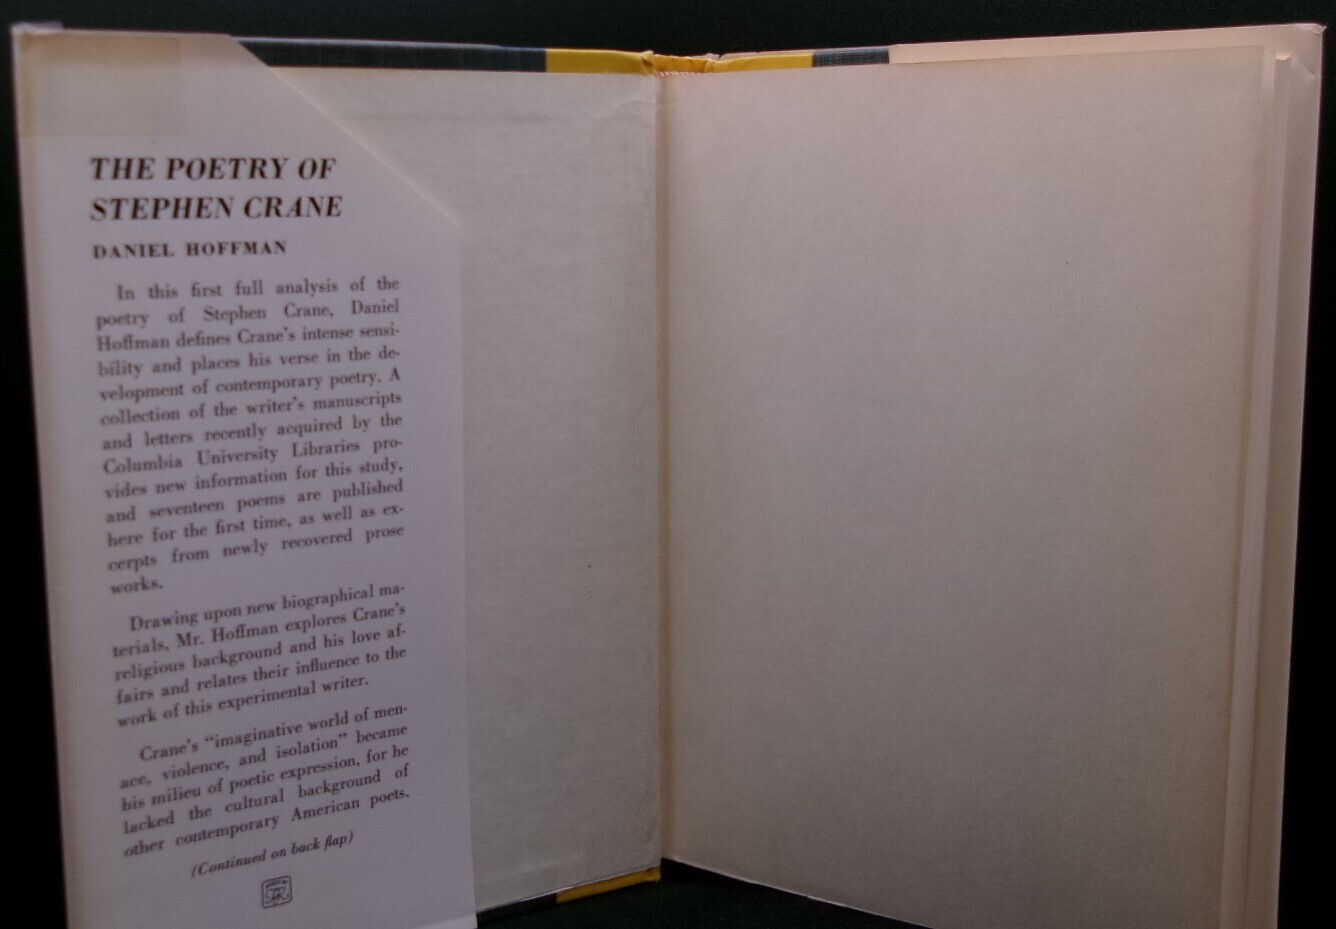 THE POETRY OF
STEPHEN CRANE
DANIEL HOFFMAN
In this first full analysis of the
poetry of Stephen Crane, Daniel
Hoffman defines Crane's intense sensi-
bility and places his verse in the de-
velopment of contemporary poetry. A
collection of the writer's manuscripts
and letters recently acquired by the
Columbia University Libraries pro-
vides new information for this study,
and seventeen poems are published
here for the first time, as well as ex-
cerpts from newly recovered prose
works.
Drawing upon new biographical ma-
terials, Mr. Hoffman explores Crane's
religious background and his love af-
fairs and relates their influence to the
work of this experimental writer.
Crane's "imaginative world of men-
ace, violence, and isolation" became
his milieu of poetic expression, for he
lacked the cultural background of
other contemporary American poets.
(Continued on back flap)